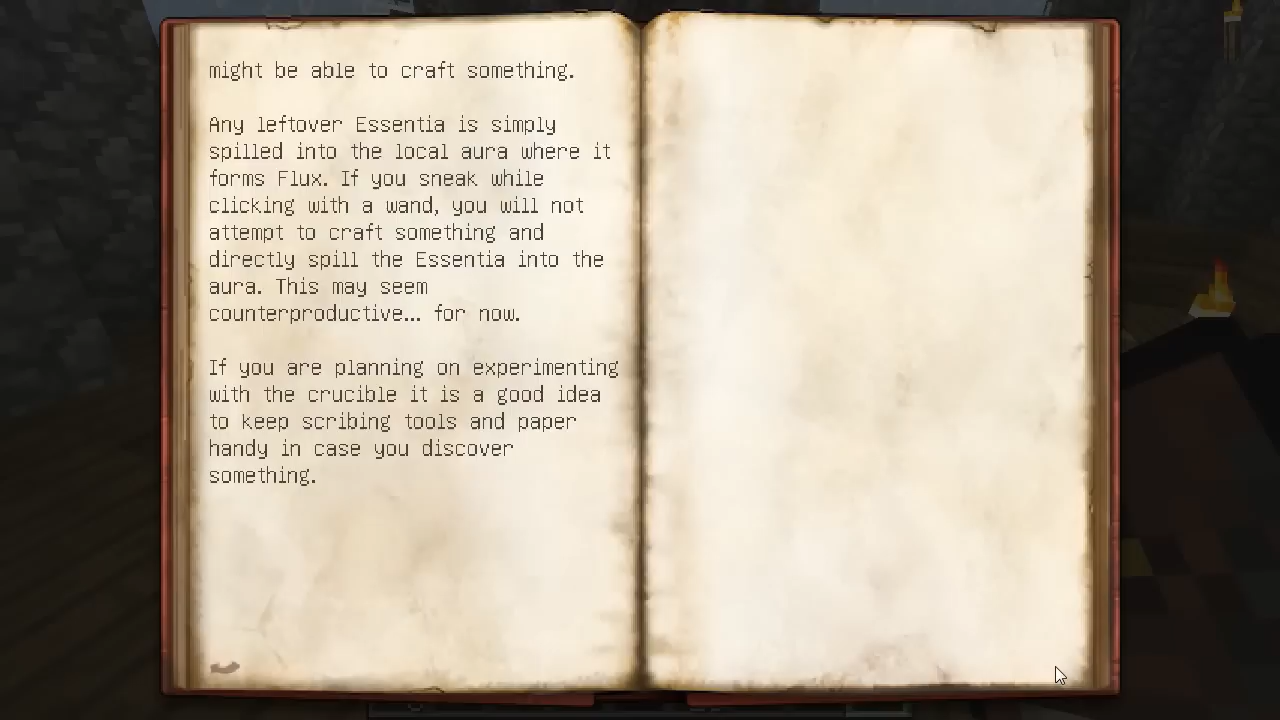 might be able to craft something.
Any leftover Essentia is simply
spilled into the local aura where it
forms Flux. If you sneak while
clicking with a wand, you will not
attempt to craft something and
directly spill the Essentia into the
aura. This may seem
counterproductive... for now.
If you are planning on experimenting
with the crucible it is a good idea
to keep scribing tools and paper
handy in case you discover
something.